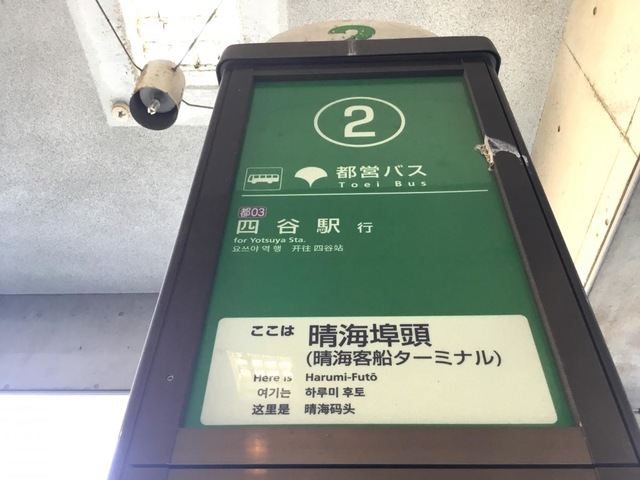 2
2
都営バス
Toei Bus
都03
四谷駅 行
for Yotsuya Sta.
요쓰야 역 행 开往 四谷站
ここは 晴海埠頭
(晴海客船ターミナル)
Here is Harumi-Futō
여기는 하루미 후토
这里是 晴海码头